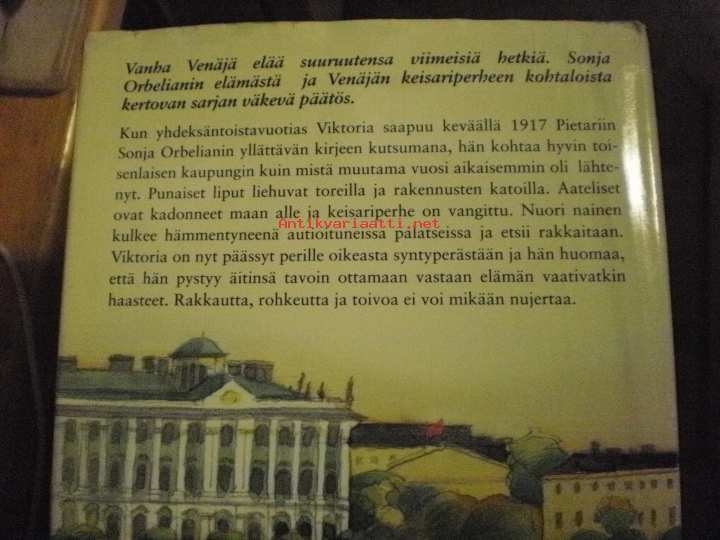 Vanha Venäjä elää suuruutensa viimeisiä hetkiä. Sonja
Orbelianin elämästä ja Venäjän keisariperheen kohtaloista
kertovan sarjan väkevä päätös.
Kun yhdeksäntoistavuotias Viktoria saapuu keväällä 1917 Pietariin
Sonja Orbelianin yllättävän kirjeen kutsumana, hän kohtaa hyvin toi-
senlaisen kaupungin kuin mistä muutama vuosi aikaisemmin oli lähte-
nyt. Punaiset liput liehuvat toreilla ja rakennusten katoilla. Aateliset
ovat kadonneet maan alle ja keisariperhe on vangittu. Nuori nainen
Antikvariaatti.net
kulkee hämmentyneenä autioituneissa palatseissa ja etsii rakkaitaan.
Viktoria on nyt päässyt perille oikeasta syntyperästään ja hän huomaa,
että hän pystyy äitinsä tavoin ottamaan vastaan elämän vaativatkin
haasteet. Rakkautta, rohkeutta ja toivoa ei voi mikään nujertaa.